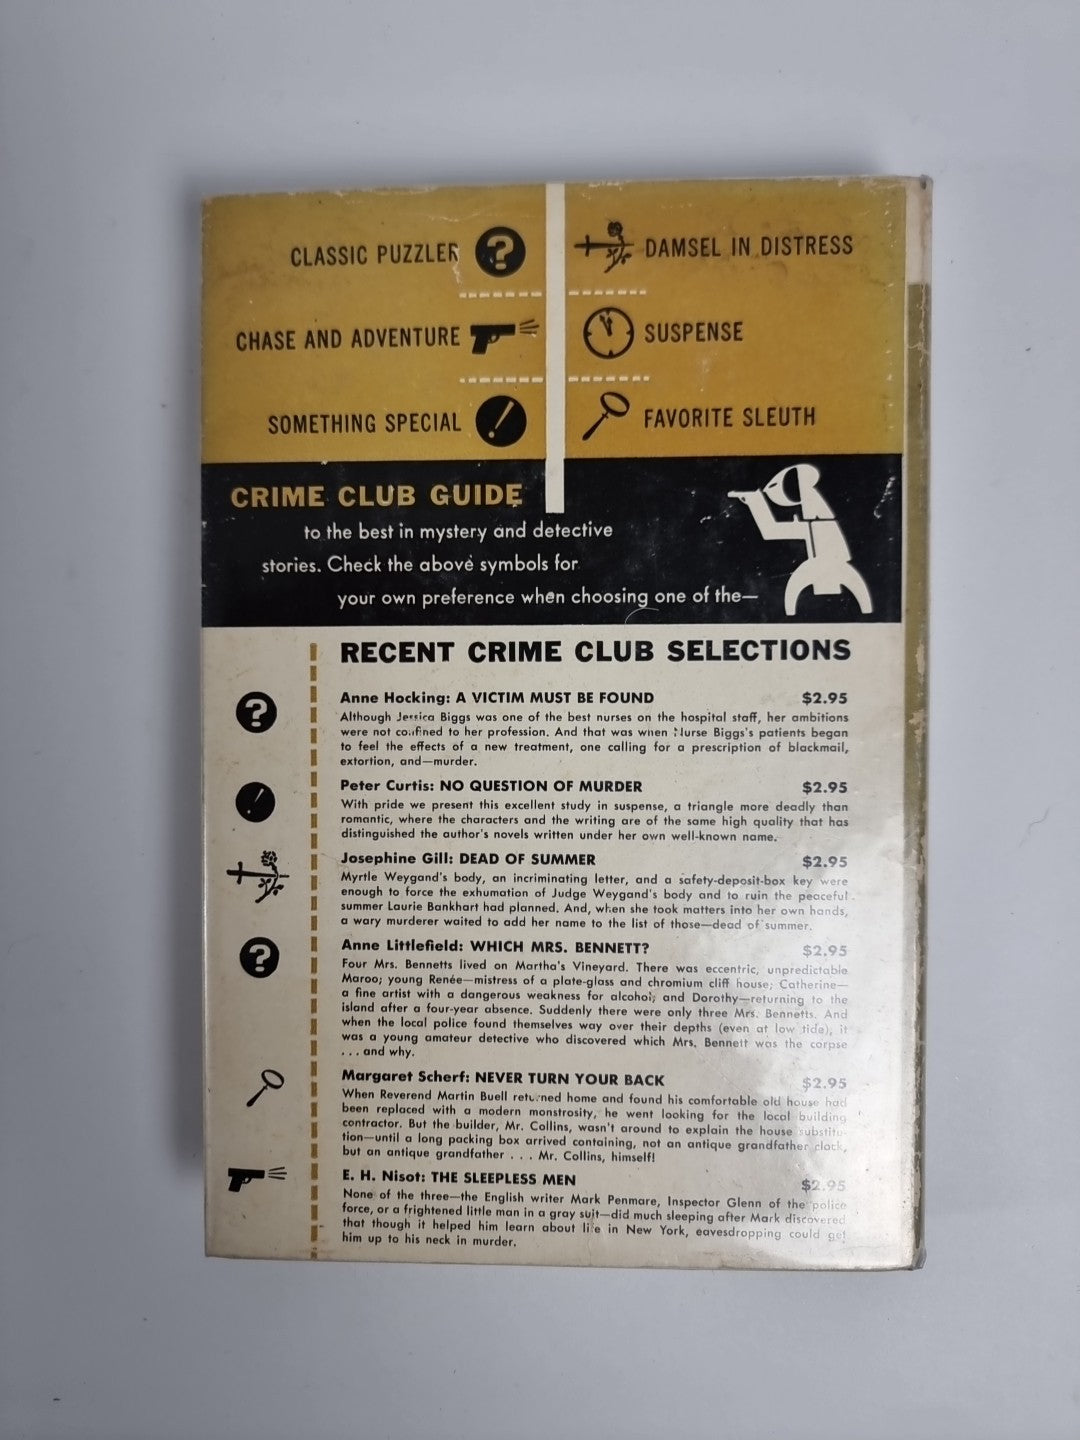 CLASSIC PUZZLER
DAMSEL IN DISTRESS
CHASE AND ADVENTURE
SUSPENSE
SOMETHING SPECIAL
FAVORITE SLEUTH
CRIME CLUB GUIDE
to the best in mystery and detective
stories. Check the above symbols for
your own preference when choosing one of the—
RECENT CRIME CLUB SELECTIONS
Anne Hocking: A VICTIM MUST BE FOUND $2.95
Although Jessica Biggs was one of the best nurses on the hospital staff, her ambitions
were not confined to her profession. And that was when Nurse Biggs's patients began
to feel the effects of a new treatment, one calling for a prescription of blackmail,
extortion, and—murder.
Peter Curtis: NO QUESTION OF MURDER $2.95
With pride we present this excellent study in suspense, a triangle more deadly than
romantic, where the characters and the writing are of the same high quality that has
distinguished the author's novels written under her own well-known name.
Josephine Gill: DEAD OF SUMMER $2.95
Myrtle Weygand's body, an incriminating letter, and a safety-deposit-box key were
enough to force the exhumation of Judge Weygand's body and to ruin the peaceful
summer Laurie Bankhart had planned. And, when she took matters into her own hands,
a wary murderer waited to add her name to the list of those—dead of summer.
Anne Littlefield: WHICH MRS. BENNETT? $2.95
Four Mrs. Bennetts lived on Martha's Vineyard. There was eccentric, unpredictable
Maroo; young Renée—mistress of a plate-glass and chromium cliff house; Catherine—
a fine artist with a dangerous weakness for alcohol; and Dorothy—returning to the
island after a four-year absence. Suddenly there were only three Mrs. Bennetts. And
when the local police found themselves way over their depths (even at low tide), it
was a young amateur detective who discovered which Mrs. Bennett was the corpse
. . . and why.
Margaret Scherf: NEVER TURN YOUR BACK $2.95
When Reverend Martin Buell returned home and found his comfortable old house had
been replaced with a modern monstrosity, he went looking for the local building
contractor. But the builder, Mr. Collins, wasn't around to explain the house substitu-
tion—until a long packing box arrived containing, not an antique grandfather clock,
but an antique grandfather . . . Mr. Collins, himself!
E. H. Nisot: THE SLEEPLESS MEN $2.95
None of the three—the English writer Mark Penmare, Inspector Glenn of the police
force, or a frightened little man in a gray suit—did much sleeping after Mark discovered
that though it helped him learn about life in New York, eavesdropping could get
him up to his neck in murder.